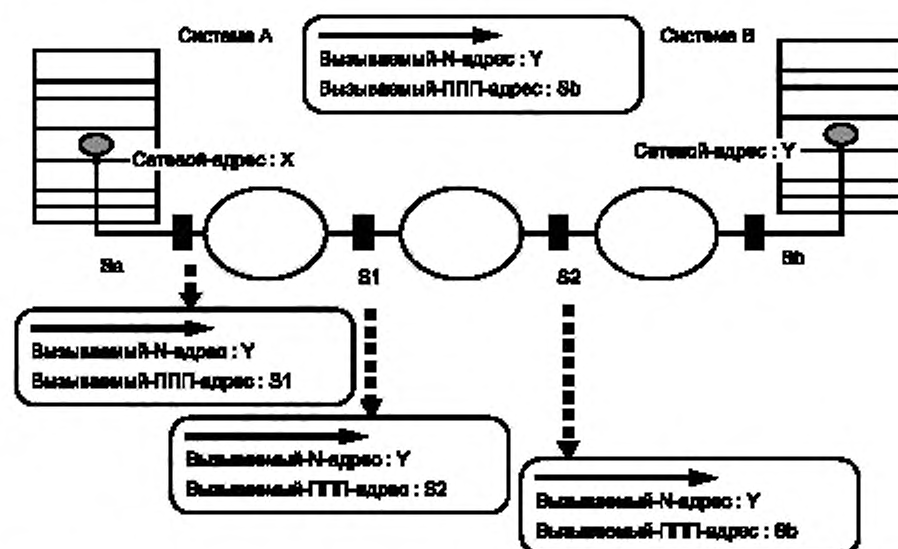 Система A
Вызываемый-N-адрес : Y
Вызываемый-ППП-адрес : Sb
Система B
Сетевой-адрес : X
Сетевой-адрес : Y
Sa
S1
S2
Sb
Вызываемый-N-адрес : Y
Вызываемый-ППП-адрес : S1
Вызываемый-N-адрес : Y
Вызываемый-ППП-адрес : S2
Вызываемый-N-адрес : Y
Вызываемый-ППП-адрес : Sb